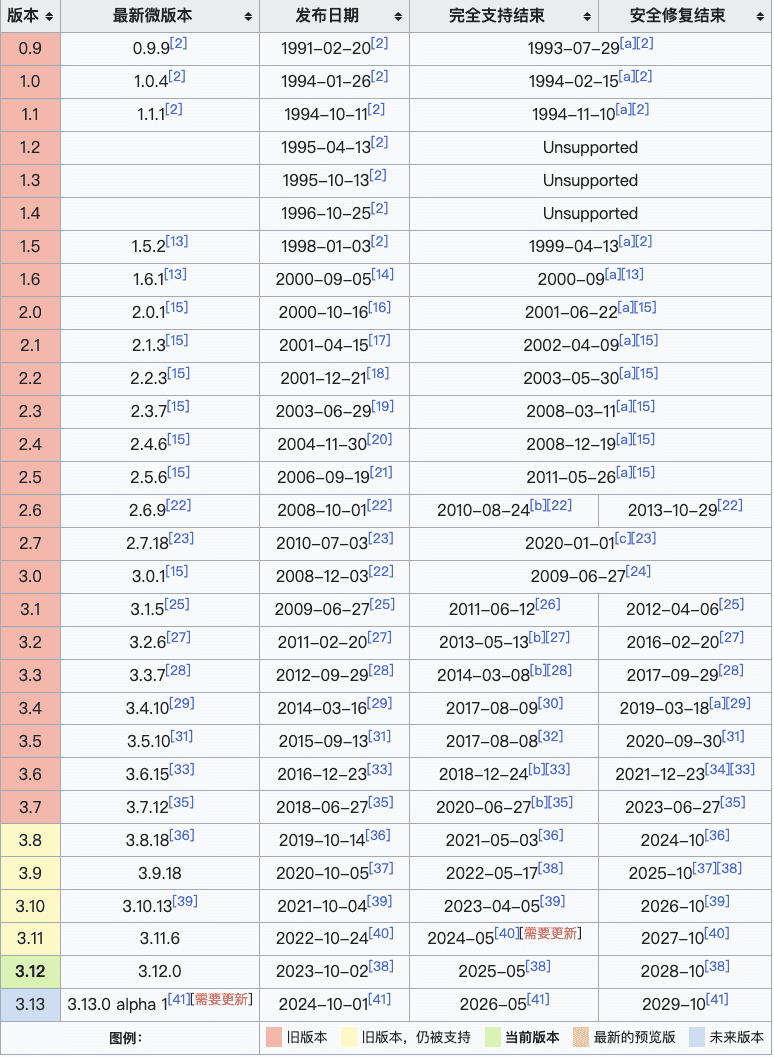 版本 最新微版本 发布日期 完全支持结束 安全修复结束
0.9 0.9.9[2] 1991–02–20[2] 1993–07–29[a][2]
1.0 1.0.4[2] 1994–01–26[2] 1994–02–15[a][2]
1.1 1.1.1[2] 1994–10–11[2] 1994–11–10[a][2]
1.2 1995–04–13[2] Unsupported
1.3 1995–10–13[2] Unsupported
1.4 1996–10–25[2] Unsupported
1.5 1.5.2[13] 1998–01–03[2] 1999–04–13[a][2]
1.6 1.6.1[13] 2000–09–05[14] 2000–09[a][13]
2.0 2.0.1[15] 2000–10–16[16] 2001–06–22[a][15]
2.1 2.1.3[15] 2001–04–15[17] 2002–04–09[a][15]
2.2 2.2.3[15] 2001–12–21[18] 2003–05–30[a][15]
2.3 2.3.7[15] 2003–06–29[19] 2008–03–11[a][15]
2.4 2.4.6[15] 2004–11–30[20] 2008–12–19[a][15]
2.5 2.5.6[15] 2006–09–19[21] 2011–05–26[a][15]
2.6 2.6.9[22] 2008–10–01[22] 2010–08–24[b][22] 2013–10–29[22]
2.7 2.7.18[23] 2010–07–03[23] 2020–01–01[c][23]
3.0 3.0.1[15] 2008–12–03[22] 2009–06–27[24]
3.1 3.1.5[25] 2009–06–27[25] 2011–06–12[26] 2012–04–06[25]
3.2 3.2.6[27] 2011–02–20[27] 2013–05–13[b][27] 2016–02–20[27]
3.3 3.3.7[28] 2012–09–29[28] 2014–03–08[b][28] 2017–09–29[28]
3.4 3.4.10[29] 2014–03–16[29] 2017–08–09[30] 2019–03–18[a][29]
3.5 3.5.10[31] 2015–09–13[31] 2017–08–08[32] 2020–09–30[31]
3.6 3.6.15[33] 2016–12–23[33] 2018–12–24[b][33] 2021–12–23[34][33]
3.7 3.7.12[35] 2018–06–27[35] 2020–06–27[b][35] 2023–06–27[35]
3.8 3.8.18[36] 2019–10–14[36] 2021–05–03[36] 2024–10[36]
3.9 3.9.18 2020–10–05[37] 2022–05–17[38] 2025–10[37][38]
3.10 3.10.13[39] 2021–10–04[39] 2023–04–05[39] 2026–10[39]
3.11 3.11.6 2022–10–24[40] 2024–05[40][需要更新] 2027–10[40]
3.12 3.12.0 2023–10–02[38] 2025–05[38] 2028–10[38]
3.13 3.13.0 alpha 1[41][需要更新] 2024–10–01[41] 2026–05[41] 2029–10[41]
图例： 旧版本 旧版本，仍被支持 当前版本 最新的预览版 未来版本